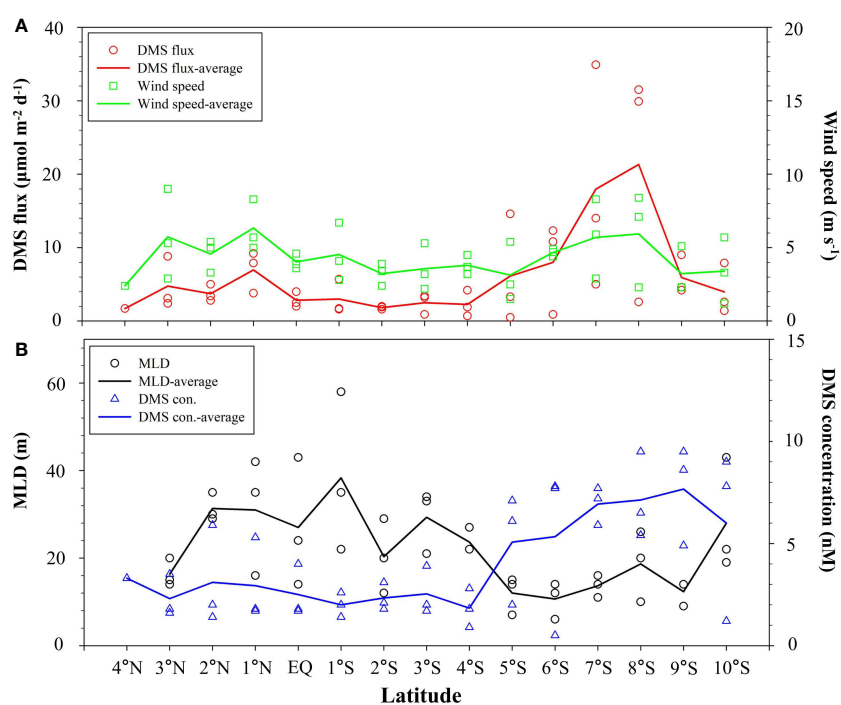 A
40
30
20
10
0
DMS flux (μmol m⁻² d⁻¹)
DMS flux
DMS flux-average
Wind speed
Wind speed-average
20
15
10
5
0
Wind speed (m s⁻¹)
B
60
40
20
0
MLD (m)
MLD
MLD-average
DMS con.
DMS con.-average
15
10
5
0
DMS concentration (nM)
4°N 3°N 2°N 1°N EQ 1°S 2°S 3°S 4°S 5°S 6°S 7°S 8°S 9°S 10°S
Latitude